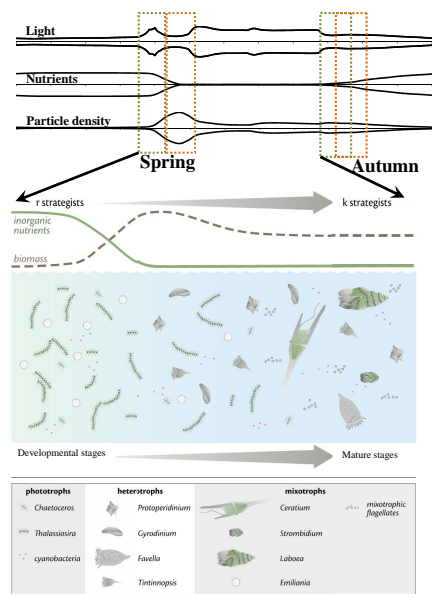 Light
Nutrients
Particle density
Spring
Autumn
r strategists
k strategists
inorganic
nutrients
biomass
Developmental stages
Mature stages
phototrophs
heterotrophs
mixotrophs
Chaetoceros
Protoperidinium
Ceratium
mixotrophic
flagellates
Thalassiosira
Gyrodinium
Strombidium
cyanobacteria
Favella
Laboea
Tintinnopsis
Emiliania